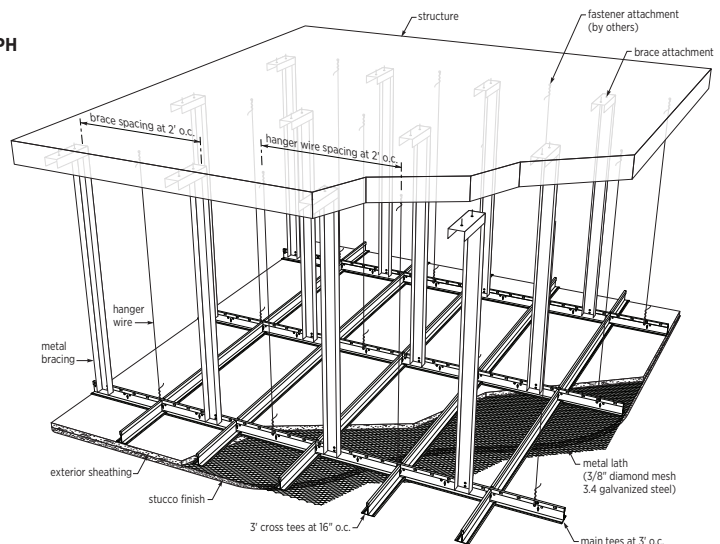 PH
structure
fastener attachment
(by others)
brace attachment
brace spacing at 2' o.c.
hanger wire spacing at 2' o.c.
hanger
wire
metal
bracing
exterior sheathing
stucco finish
3' cross tees at 16" o.c.
metal lath
(3/8" diamond mesh
3.4 galvanized steel)
main tees at 3' o.c.